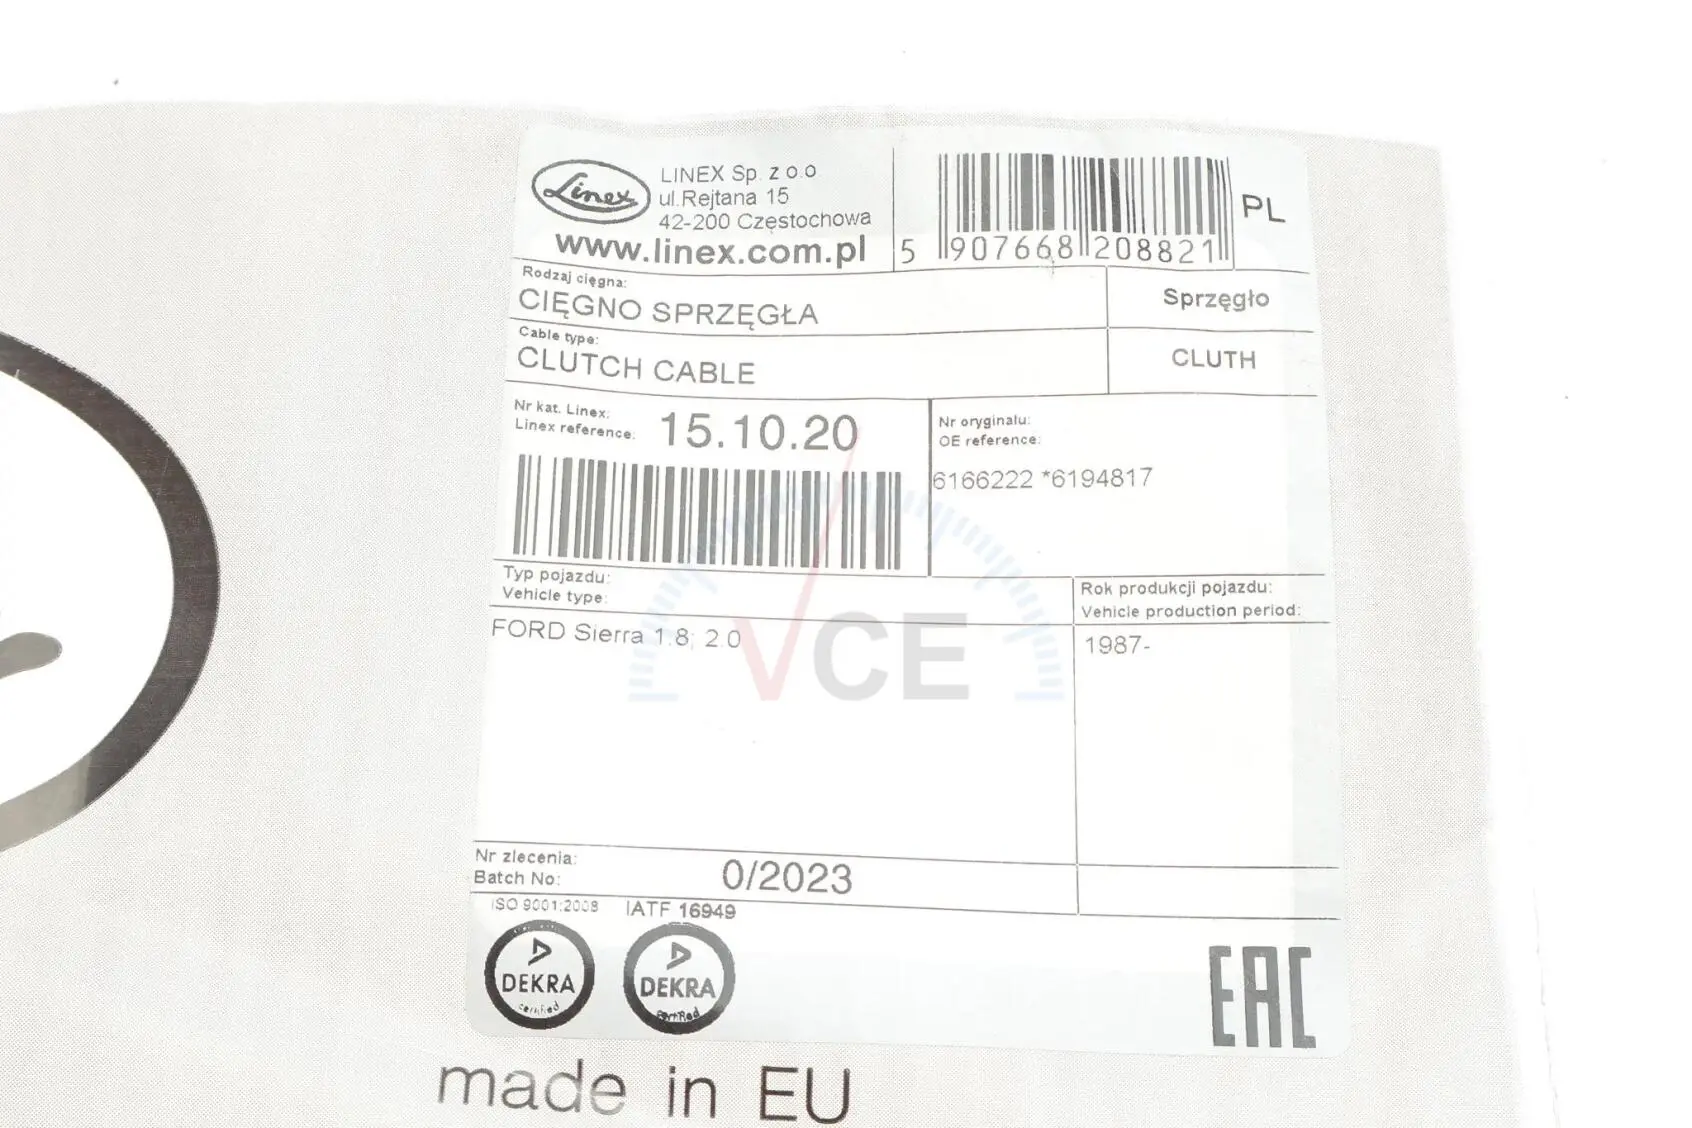 Linex
LINEX Sp. z o.o
ul.Rejtana 15
42-200 Częstochowa
www.linex.com.pl
5 907668 208821
PL
Rodzaj cięgna:
CIĘGNO SPRZĘGŁA
Sprzęgło
Cable type:
CLUTCH CABLE
CLUTH
Nr kat. Linex:
Linex reference:
15.10.20
Nr oryginalu:
OE reference:
6166222 *6194817
Typ pojazdu:
Vehicle type:
Rok produkcji pojazdu:
Vehicle production period:
FORD Sierra 1.8; 2.0
1987-
VCE
Nr zlecenia:
Batch No:
0/2023
ISO 9001:2008
IATF 16949
DEKRA
certified
DEKRA
certified
EAC
made in EU